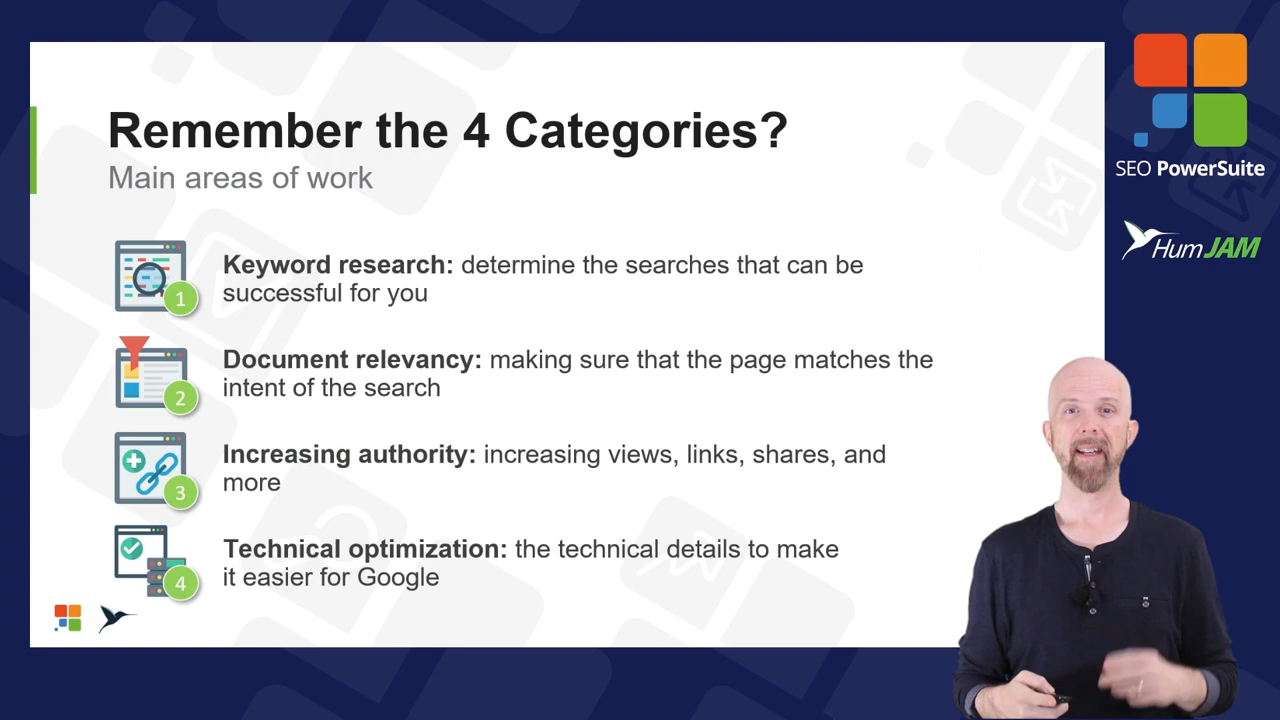 Remember the 4 Categories?
Main areas of work
1
Keyword research: determine the searches that can be
successful for you
2
Document relevancy: making sure that the page matches the
intent of the search
3
Increasing authority: increasing views, links, shares, and
more
4
Technical optimization: the technical details to make
it easier for Google
SEO PowerSuite
HumJAM